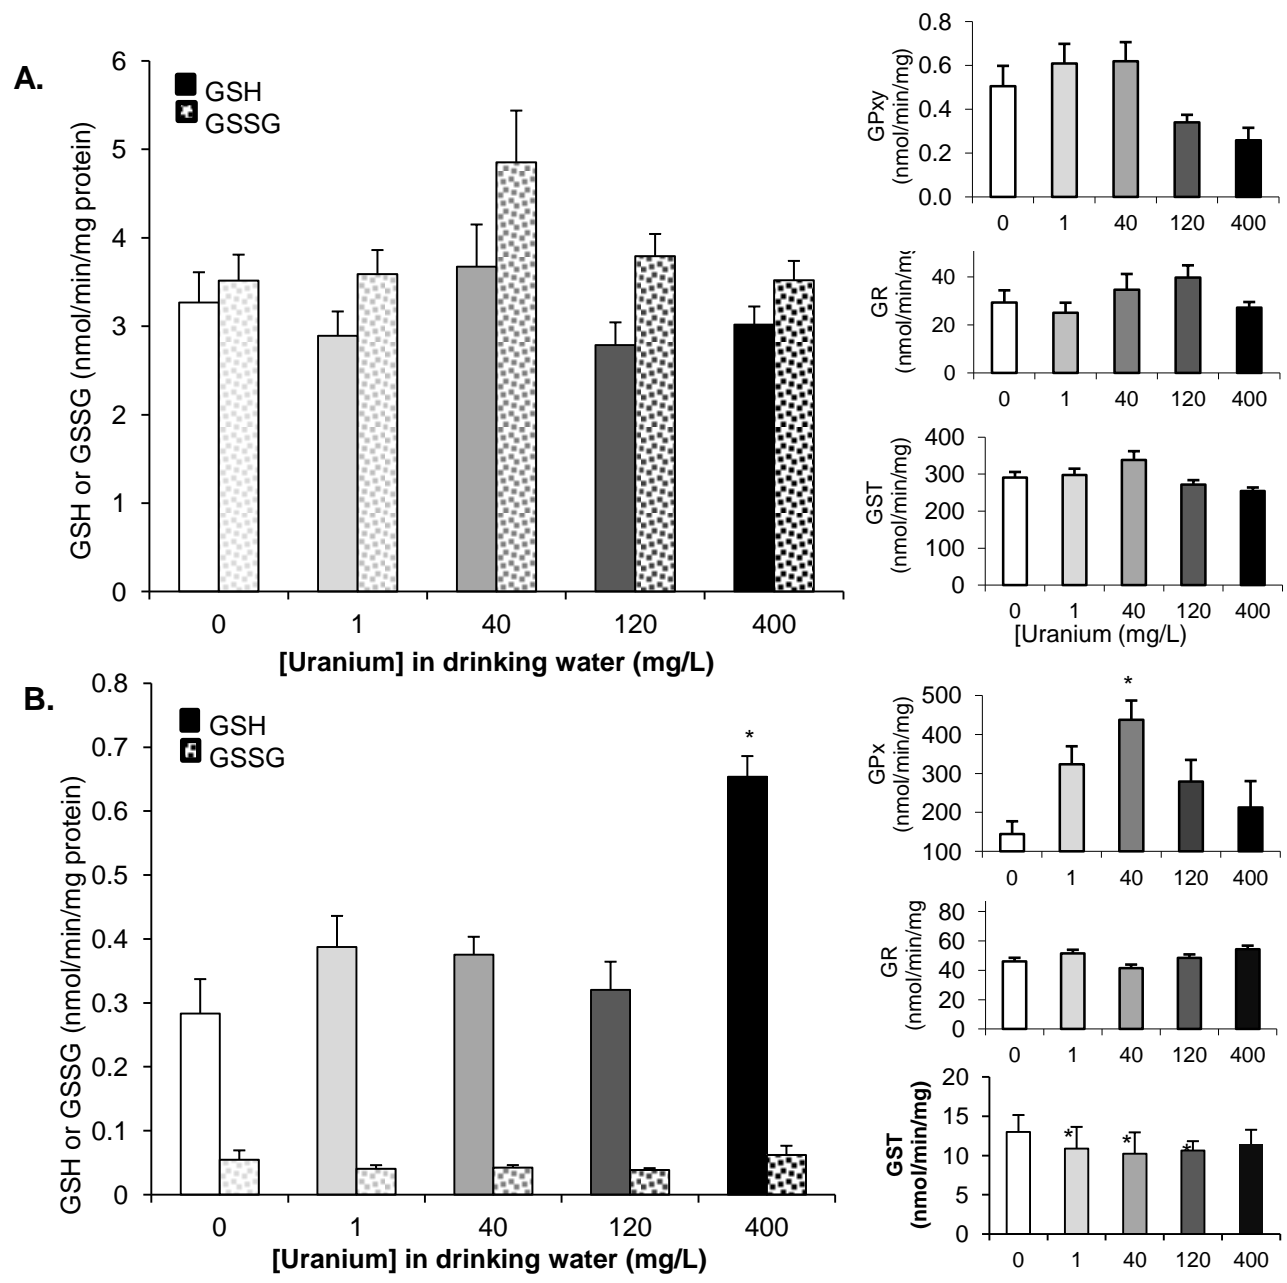 A.
GSH
GSSG
GSH or GSSG (nmol/min/mg protein)
6
5
4
3
2
1
0
0 1 40 120 400
[Uranium] in drinking water (mg/L)
GPxy
(nmol/min/mg)
0.8
0.6
0.4
0.2
0.0
0 1 40 120 400
GR
(nmol/min/mg
40
20
0
0 1 40 120 400
GST
(nmol/min/mg)
400
300
200
100
0
0 1 40 120 400
[Uranium (mg/L)
B.
GSH
GSSG
GSH or GSSG (nmol/min/mg protein)
0.8
0.7
0.6
0.5
0.4
0.3
0.2
0.1
0
*
0 1 40 120 400
[Uranium] in drinking water (mg/L)
GPx
(nmol/min/mg)
500
400
300
200
100
*
0 1 40 120 400
GR
(nmol/min/mg
80
60
40
20
0
0 1 40 120 400
GST
(nmol/min/mg)
20
15
10
5
0
* * *
0 1 40 120 400